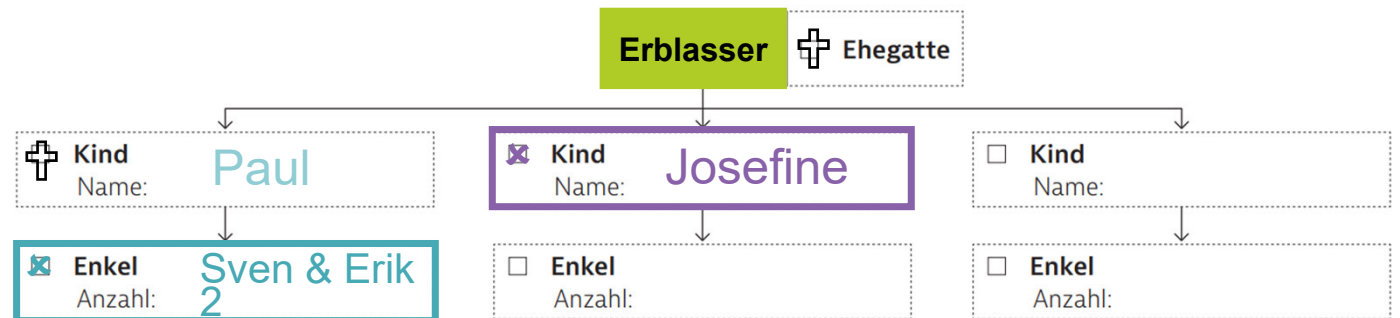 Erblasser Ehegatte
Kind Paul
Name:
Kind Josefine
Name:
Kind
Name:
Enkel Sven & Erik
Anzahl: 2
Enkel
Anzahl:
Enkel
Anzahl: